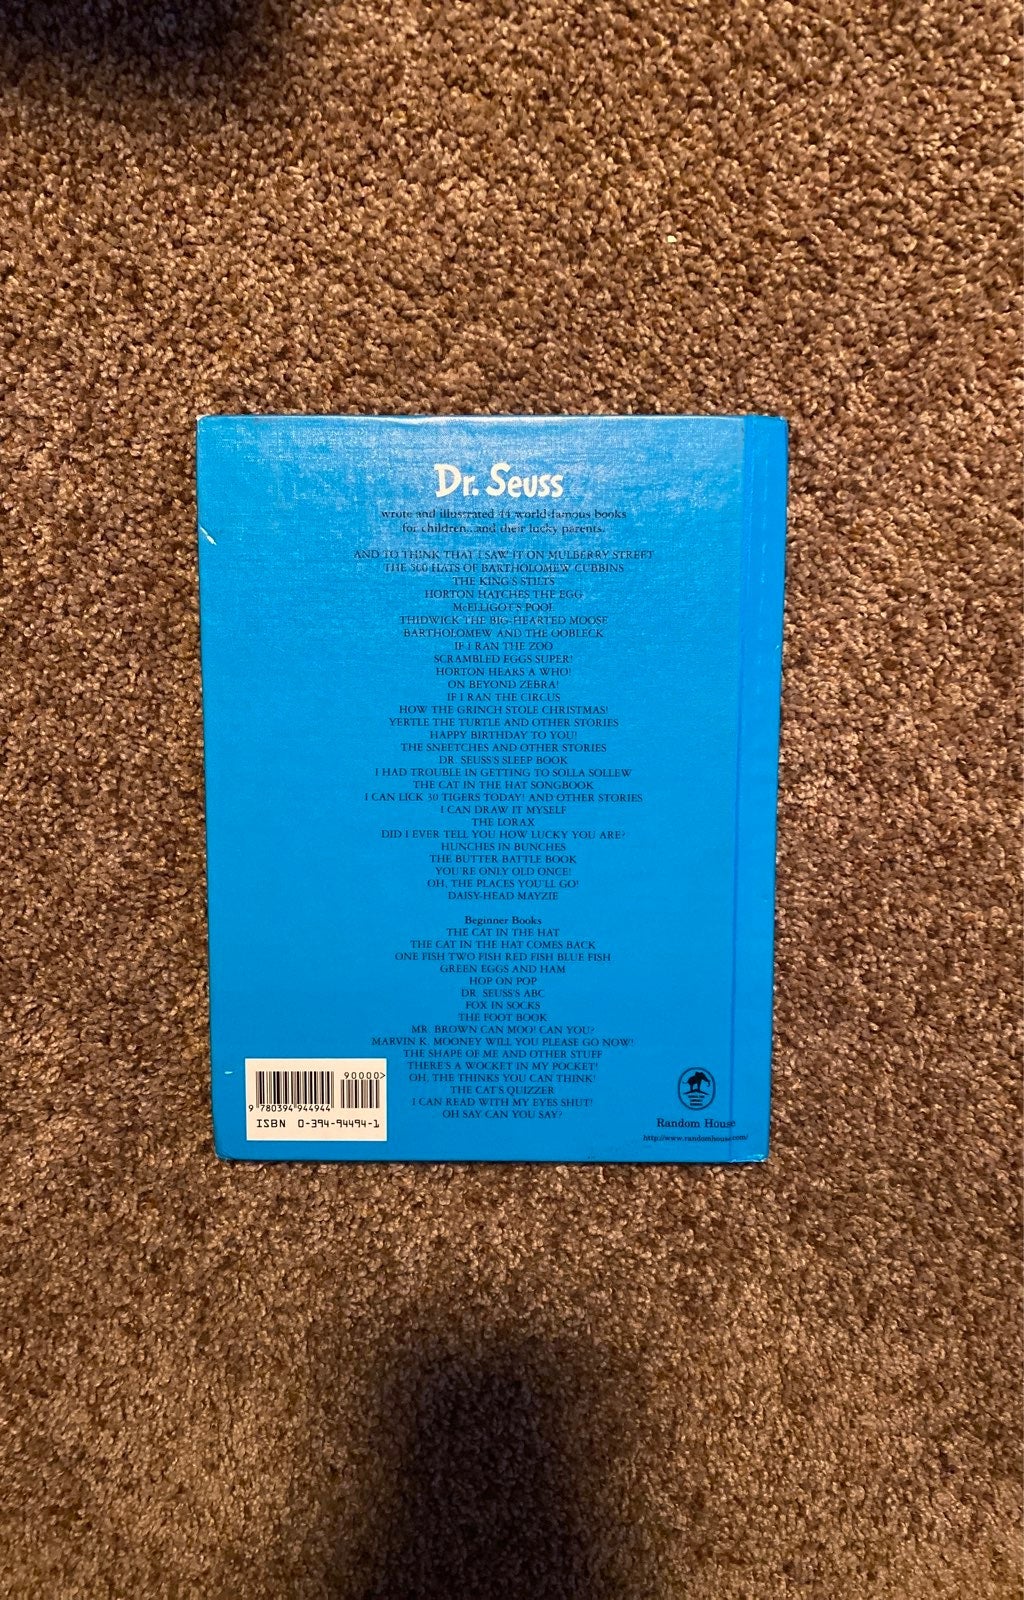 Dr. Seuss
wrote and illustrated 44 world-famous books
for children...and their lucky parents.
AND TO THINK THAT I SAW IT ON MULBERRY STREET
THE 500 HATS OF BARTHOLOMEW CUBBINS
THE KING'S STILTS
HORTON HATCHES THE EGG
McELLIGOT'S POOL
THIDWICK THE BIG-HEARTED MOOSE
BARTHOLOMEW AND THE OOBLECK
IF I RAN THE ZOO
SCRAMBLED EGGS SUPER!
HORTON HEARS A WHO!
ON BEYOND ZEBRA!
IF I RAN THE CIRCUS
HOW THE GRINCH STOLE CHRISTMAS!
YERTLE THE TURTLE AND OTHER STORIES
HAPPY BIRTHDAY TO YOU!
THE SNEETCHES AND OTHER STORIES
DR. SEUSS'S SLEEP BOOK
I HAD TROUBLE IN GETTING TO SOLLA SOLLEW
THE CAT IN THE HAT SONGBOOK
I CAN LICK 30 TIGERS TODAY! AND OTHER STORIES
I CAN DRAW IT MYSELF
THE LORAX
DID I EVER TELL YOU HOW LUCKY YOU ARE?
HUNCHES IN BUNCHES
THE BUTTER BATTLE BOOK
YOU'RE ONLY OLD ONCE!
OH, THE PLACES YOU'LL GO!
DAISY-HEAD MAYZIE
Beginner Books
THE CAT IN THE HAT
THE CAT IN THE HAT COMES BACK
ONE FISH TWO FISH RED FISH BLUE FISH
GREEN EGGS AND HAM
HOP ON POP
DR. SEUSS'S ABC
FOX IN SOCKS
THE FOOT BOOK
MR. BROWN CAN MOO! CAN YOU?
MARVIN K. MOONEY WILL YOU PLEASE GO NOW!
THE SHAPE OF ME AND OTHER STUFF
THERE'S A WOCKET IN MY POCKET!
OH, THE THINKS YOU CAN THINK!
THE CAT'S QUIZZER
I CAN READ WITH MY EYES SHUT!
OH SAY CAN YOU SAY?
90000>
9 780394 944944
ISBN 0-394-94494-1
Random House
http://www.randomhouse.com/